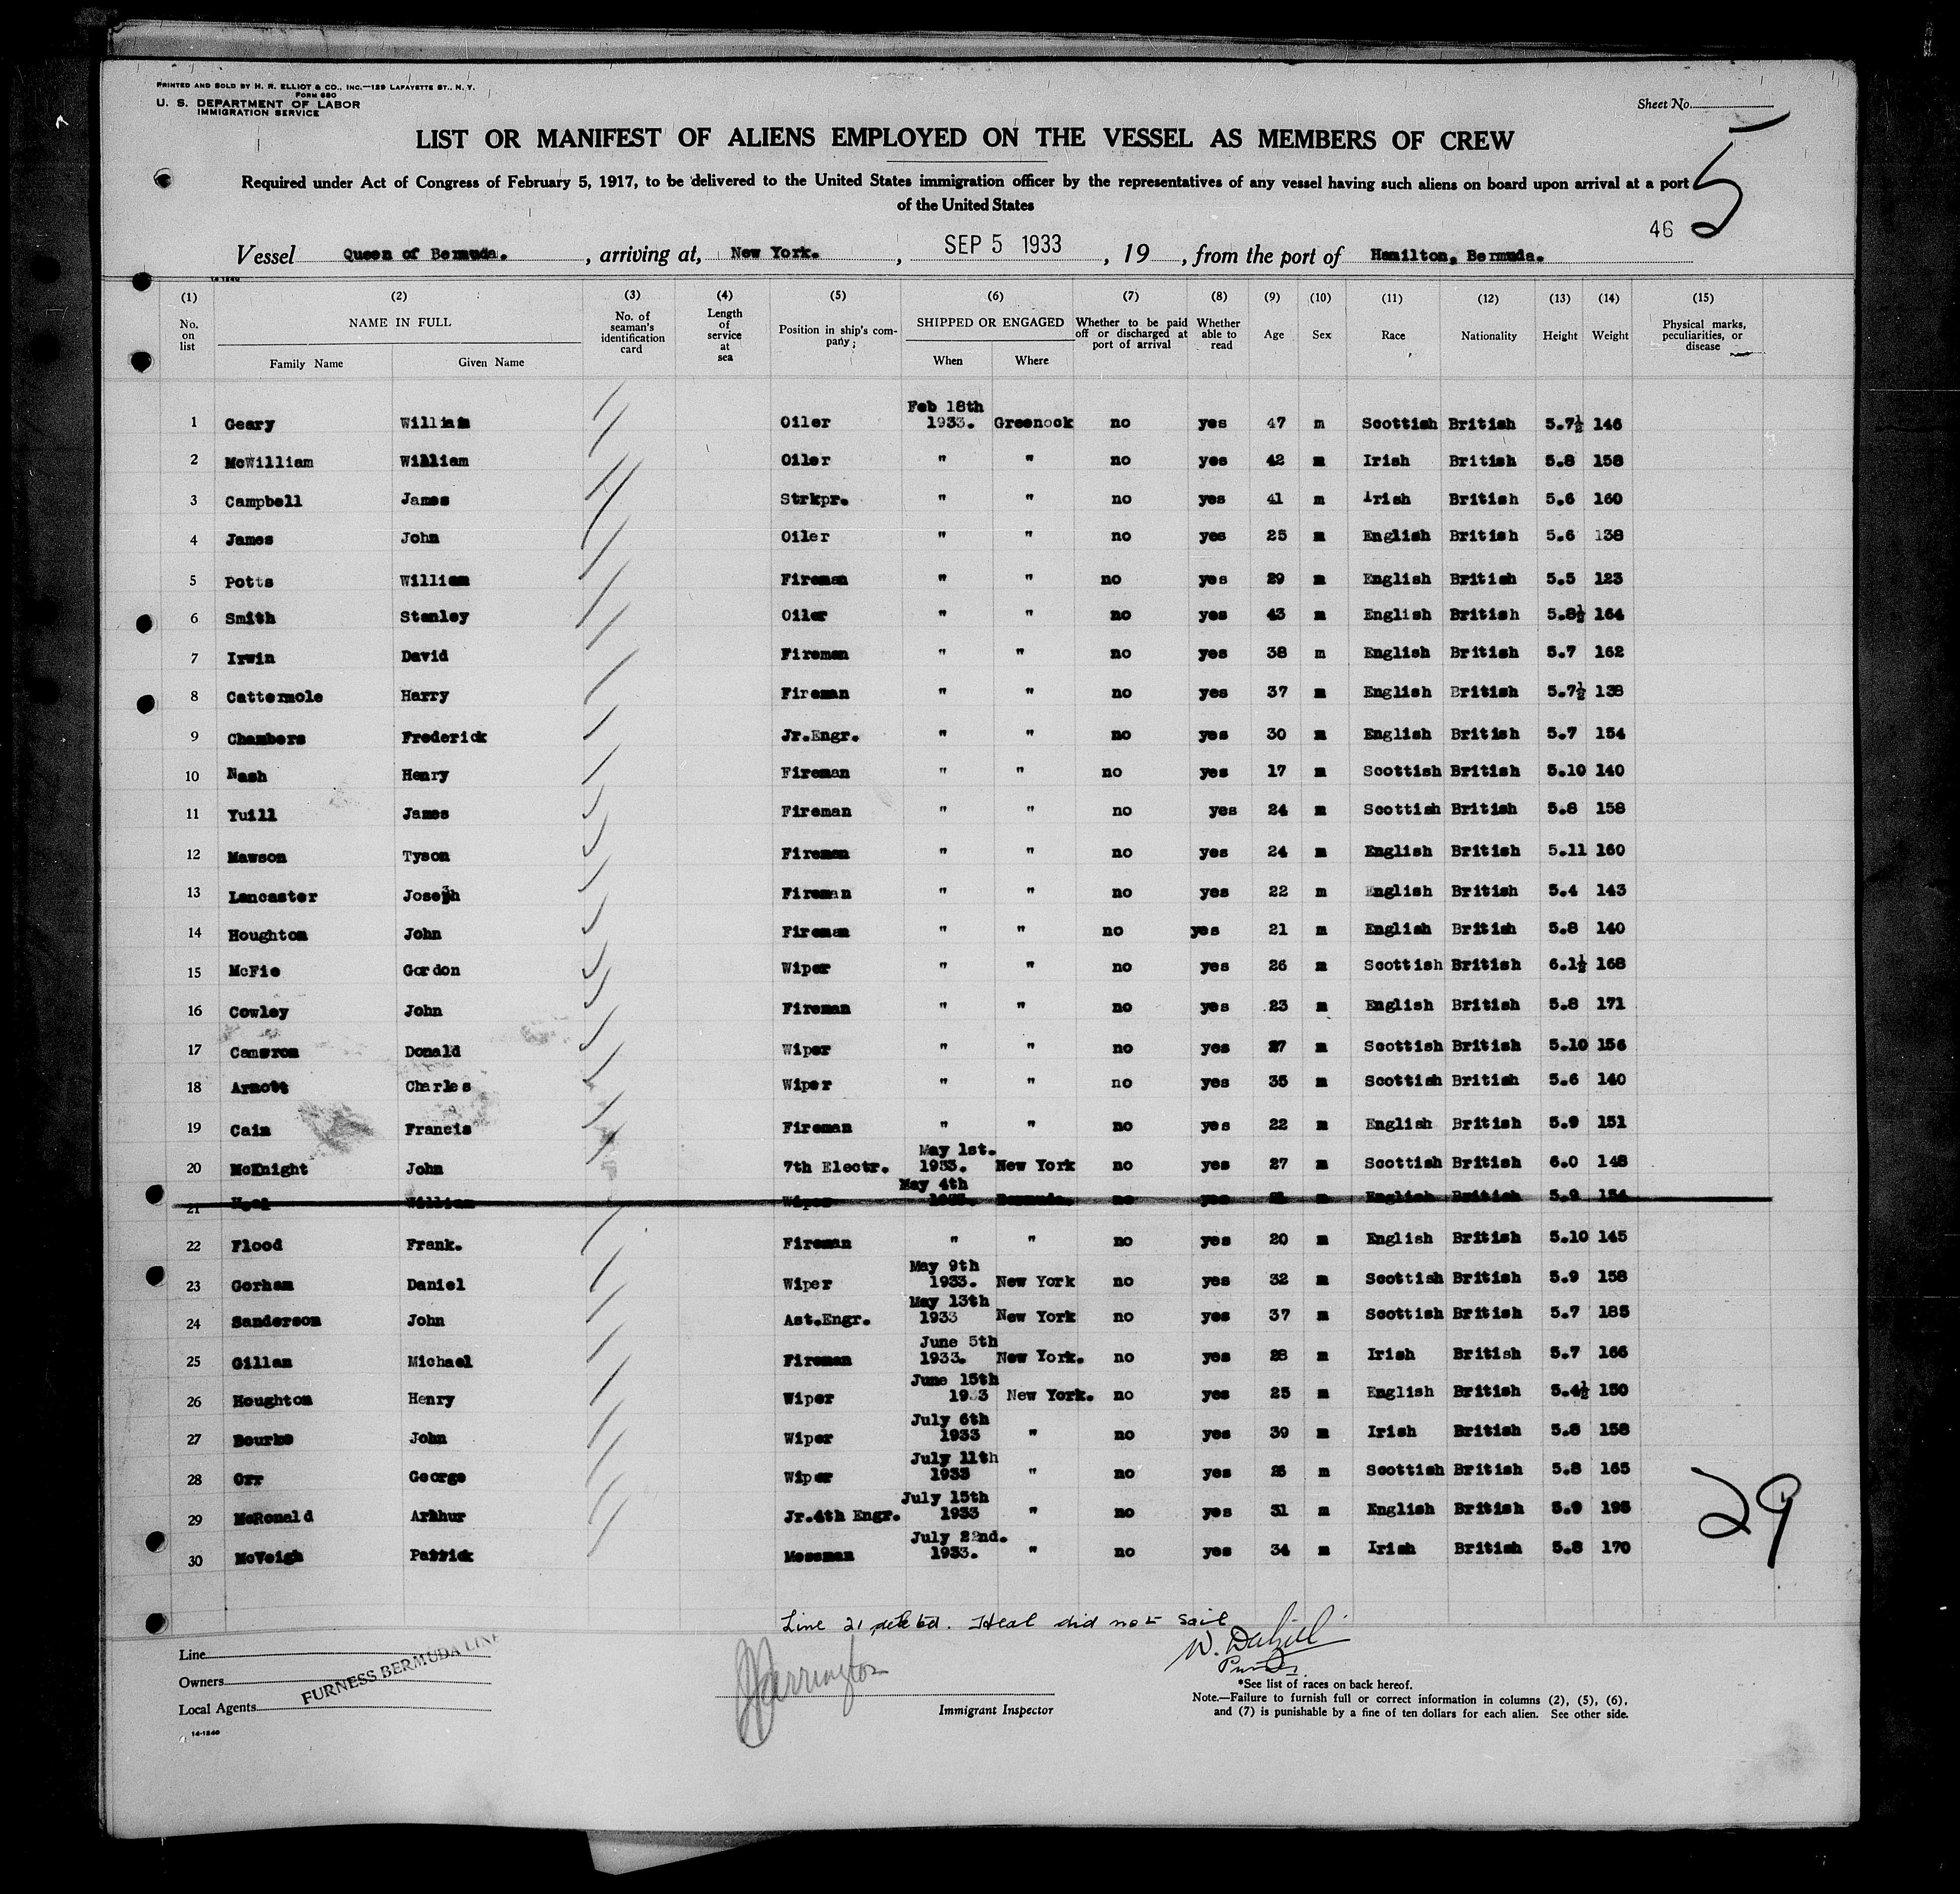 PRINTED AND SOLD BY H. R. ELLIOT & CO., INC.—129 LAFAYETTE ST., N. Y.
FORM 680
U. S. DEPARTMENT OF LABOR
IMMIGRATION SERVICE
Sheet No.
5
LIST OR MANIFEST OF ALIENS EMPLOYED ON THE VESSEL AS MEMBERS OF CREW
Required under Act of Congress of February 5, 1917, to be delivered to the United States immigration officer by the representatives of any vessel having such aliens on board upon arrival at a port
of the United States
46
Vessel Queen of Bermuda. , arriving at, New York. , SEP 5 1933 , 19 , from the port of Hamilton, Bermuda.
14-1240
(1) No. on list (2) NAME IN FULL Family Name Given Name (3) No. of seaman's identification card (4) Length of service at sea (5) Position in ship's company; (6) SHIPPED OR ENGAGED When Where (7) Whether to be paid off or discharged at port of arrival (8) Whether able to read (9) Age (10) Sex (11) Race (12) Nationality (13) Height (14) Weight (15) Physical marks, peculiarities, or disease
1 Geary William Oiler Feb 18th 1933. Greenock no yes 47 m Scottish British 5.7½ 146
2 McWilliam William Oiler " " no yes 42 m Irish British 5.8 158
3 Campbell James Strkpr. " " no yes 41 m Irish British 5.6 160
4 James John Oiler " " no yes 25 m English British 5.6 138
5 Potts William Fireman " " no yes 29 m English British 5.5 123
6 Smith Stanley Oiler " " no yes 43 m English British 5.8½ 164
7 Irwin David Fireman " " no yes 38 m English British 5.7 162
8 Cattermole Harry Fireman " " no yes 37 m English British 5.7½ 138
9 Chambers Frederick Jr.Engr. " " no yes 30 m English British 5.7 154
10 Nash Henry Fireman " " no yes 17 m Scottish British 5.10 140
11 Yuill James Fireman " " no yes 24 m Scottish British 5.8 158
12 Mawson Tyson Fireman " " no yes 24 m English British 5.11 160
13 Lancaster Joseph Fireman " " no yes 22 m English British 5.4 143
14 Houghton John Fireman " " no yes 21 m English British 5.8 140
15 McFie Gordon Wiper " " no yes 26 m Scottish British 6.1½ 168
16 Cowley John Fireman " " no yes 23 m English British 5.8 171
17 Cameron Donald Wiper " " no yes 27 m Scottish British 5.10 156
18 Arnott Charles Wiper " " no yes 35 m Scottish British 5.6 140
19 Cain Francis Fireman " " no yes 22 m English British 5.9 151
20 McKnight John 7th Electr. May 1st. 1933. New York no yes 27 m Scottish British 6.0 148
21 William Wiper May 4th 1933. Bermuda. no yes m English British 5.9 154
22 Flood Frank. Fireman " " no yes 20 m English British 5.10 145
23 Gorham Daniel Wiper May 9th 1933. New York no yes 32 m Scottish British 5.9 158
24 Sanderson John Ast.Engr. May 13th 1933 New York no yes 37 m Scottish British 5.7 185
25 Gillan Michael Fireman June 5th 1933. New York. no yes 28 m Irish British 5.7 166
26 Houghton Henry Wiper June 15th 1933 New York. no yes 25 m English British 5.4½ 150
27 Bourke John Wiper July 6th 1933 " no yes 39 m Irish British 5.8 158
28 Orr George Wiper July 11th 1933 " no yes m Scottish British 5.8 165
29 McRonald Arthur Jr.4th Engr. July 15th 1933 " no yes 31 m English British 5.9 195
30 McVeigh Patrick Messman July 22nd. 1933. " no yes 34 m Irish British 5.8 170
29
Line 21 deleted. Heal did not sail
W. Dalziel
Purser.
Line
Owners
Local Agents
FURNESS BERMUDA LINE
14-1240
Immigrant Inspector
*See list of races on back hereof.
Note.—Failure to furnish full or correct information in columns (2), (5), (6),
and (7) is punishable by a fine of ten dollars for each alien. See other side.